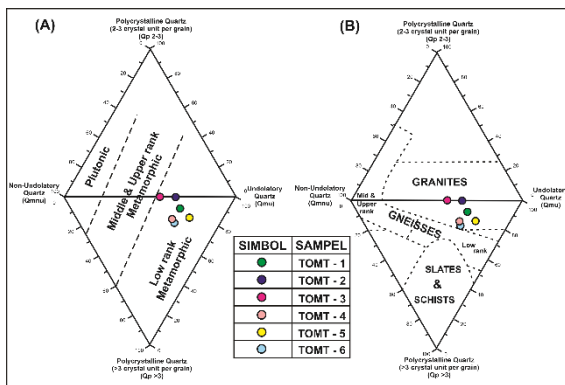 (A)
Polycrystalline Quartz
(2-3 crystal unit per grain)
(Qp 2-3)
Plutonic
Middle & Upper rank
Metamorphic
Low rank
Metamorphic
Non-Undolatory
Quartz
(Qmnu)
Undulatory
Quartz
(Qmu)
Polycrystalline Quartz
(>3 crystal unit per grain)
(Qp >3)
SIMBOL SAMPEL
TOMT - 1
TOMT - 2
TOMT - 3
TOMT - 4
TOMT - 5
TOMT - 6
(B)
Polycrystalline Quartz
(2-3 crystal unit per grain)
(Qp 2-3)
GRANITES
Non-Undolatory
Quartz
(Qmnu)
Mid &
Upper
rank
GNEISSES
Low
rank
SLATES
&
SCHISTS
Undulatory
Quartz
(Qmu)
Polycrystalline Quartz
(>3 crystal unit per grain)
(Qp >3)